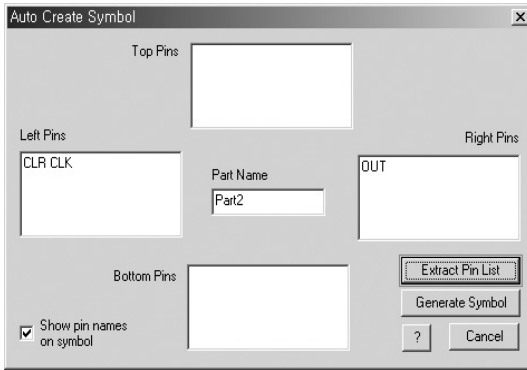 Auto Create Symbol
Top Pins
Left Pins
Right Pins
CLR CLK
Part Name
OUT
Part2
Bottom Pins
Extract Pin List
Generate Symbol
Show pin names
on symbol
?
Cancel